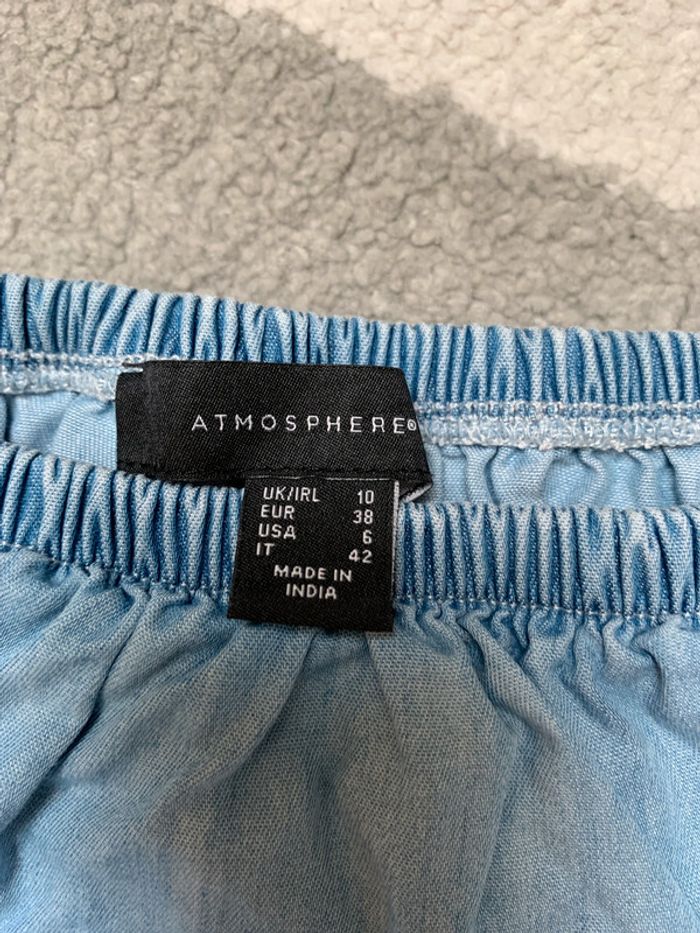 ATMOSPHERE®
UK/IRL 10
EUR 38
USA 6
IT 42
MADE IN
INDIA